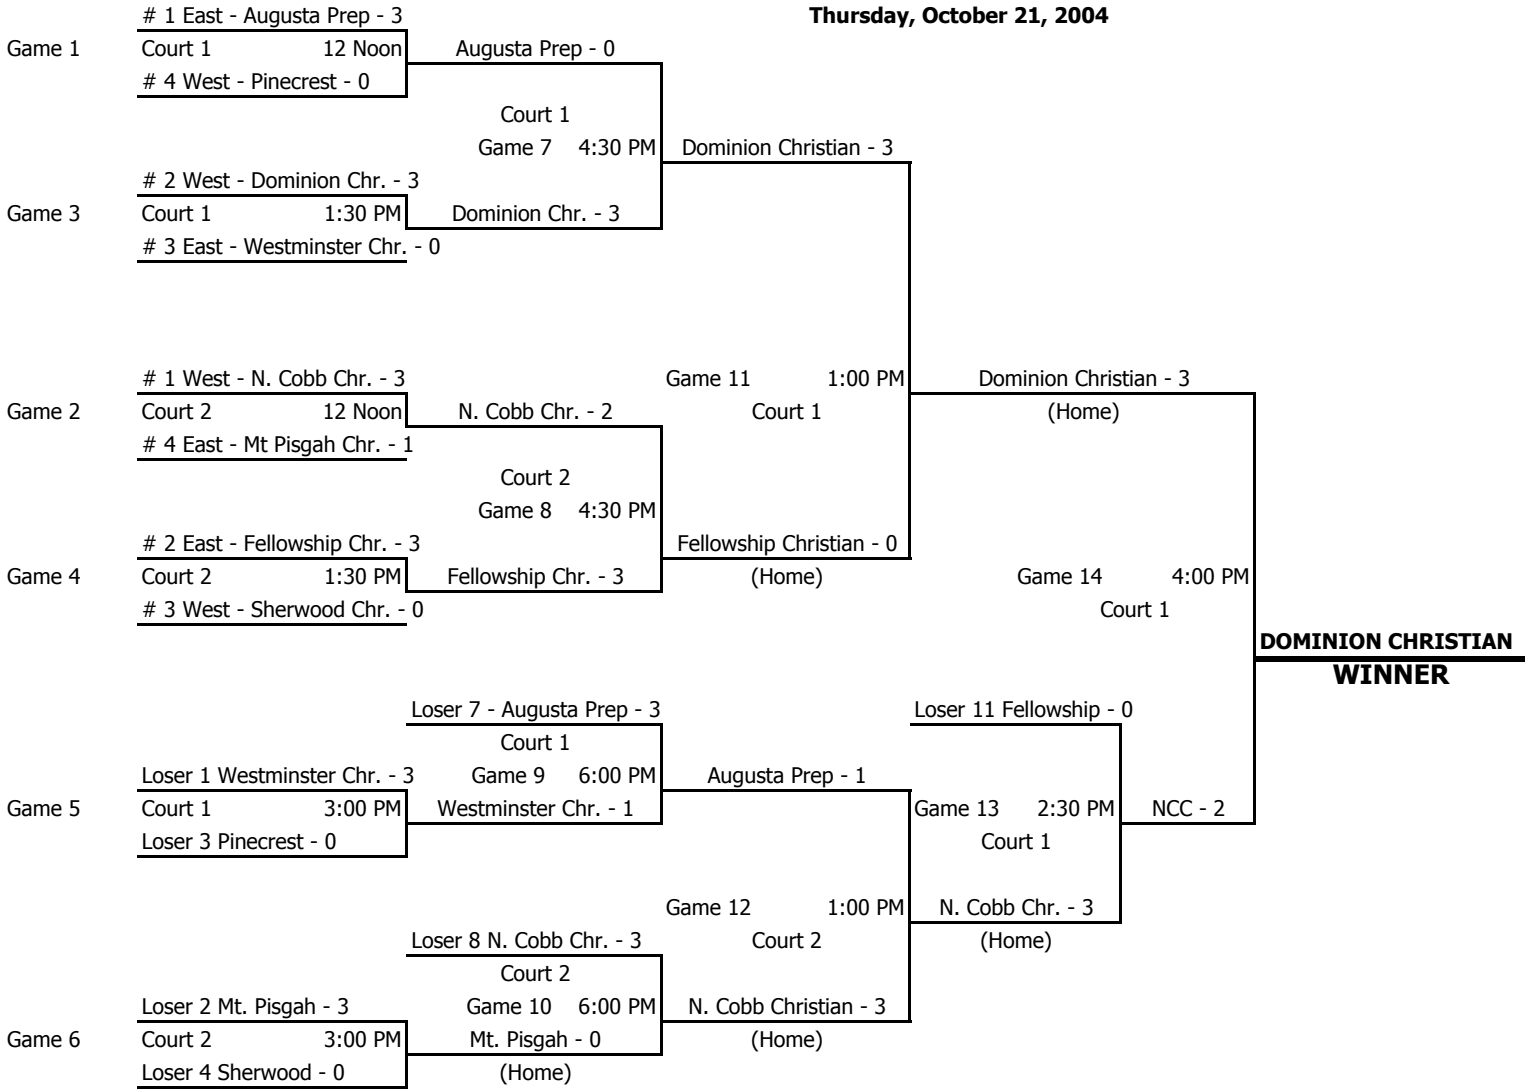 # 1 East - Augusta Prep - 3
Thursday, October 21, 2004
Game 1 Court 1 12 Noon Augusta Prep - 0
# 4 West - Pinecrest - 0
Court 1
Game 7 4:30 PM Dominion Christian - 3
# 2 West - Dominion Chr. - 3
Game 3 Court 1 1:30 PM Dominion Chr. - 3
# 3 East - Westminster Chr. - 0
# 1 West - N. Cobb Chr. - 3 Game 11 1:00 PM Dominion Christian - 3
Game 2 Court 2 12 Noon N. Cobb Chr. - 2 Court 1 (Home)
# 4 East - Mt Pisgah Chr. - 1
Court 2
Game 8 4:30 PM
# 2 East - Fellowship Chr. - 3 Fellowship Christian - 0
Game 4 Court 2 1:30 PM Fellowship Chr. - 3 (Home) Game 14 4:00 PM
# 3 West - Sherwood Chr. - 0 Court 1
DOMINION CHRISTIAN
WINNER
Loser 7 - Augusta Prep - 3 Loser 11 Fellowship - 0
Court 1
Loser 1 Westminster Chr. - 3 Game 9 6:00 PM Augusta Prep - 1
Game 5 Court 1 3:00 PM Westminster Chr. - 1 Game 13 2:30 PM NCC - 2
Loser 3 Pinecrest - 0 Court 1
Game 12 1:00 PM N. Cobb Chr. - 3
Loser 8 N. Cobb Chr. - 3 Court 2 (Home)
Court 2
Loser 2 Mt. Pisgah - 3 Game 10 6:00 PM N. Cobb Christian - 3
Game 6 Court 2 3:00 PM Mt. Pisgah - 0 (Home)
Loser 4 Sherwood - 0 (Home)